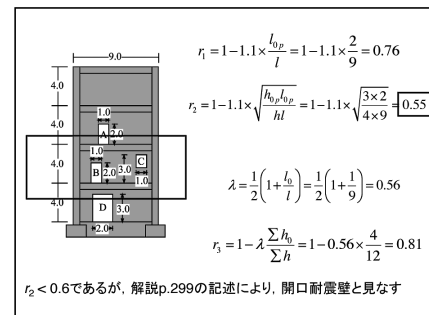 9.0
r₁ = 1−1.1×l₀ₚ/l = 1−1.1×2/9 = 0.76
4.0
r₂ = 1−1.1×√(h₀ₚl₀ₚ/hl) = 1−1.1×√(3×2/4×9) = 0.55
4.0
1.0
A
2.0
4.0
1.0
B
2.0
3.0
C
1.0
λ = 1/2(1+l₀/l) = 1/2(1+1/9) = 0.56
4.0
D
3.0
2.0
r₃ = 1−λ∑h₀/∑h = 1−0.56×4/12 = 0.81
r₂ < 0.6であるが, 解説p.299の記述により, 開口耐震壁と見なす